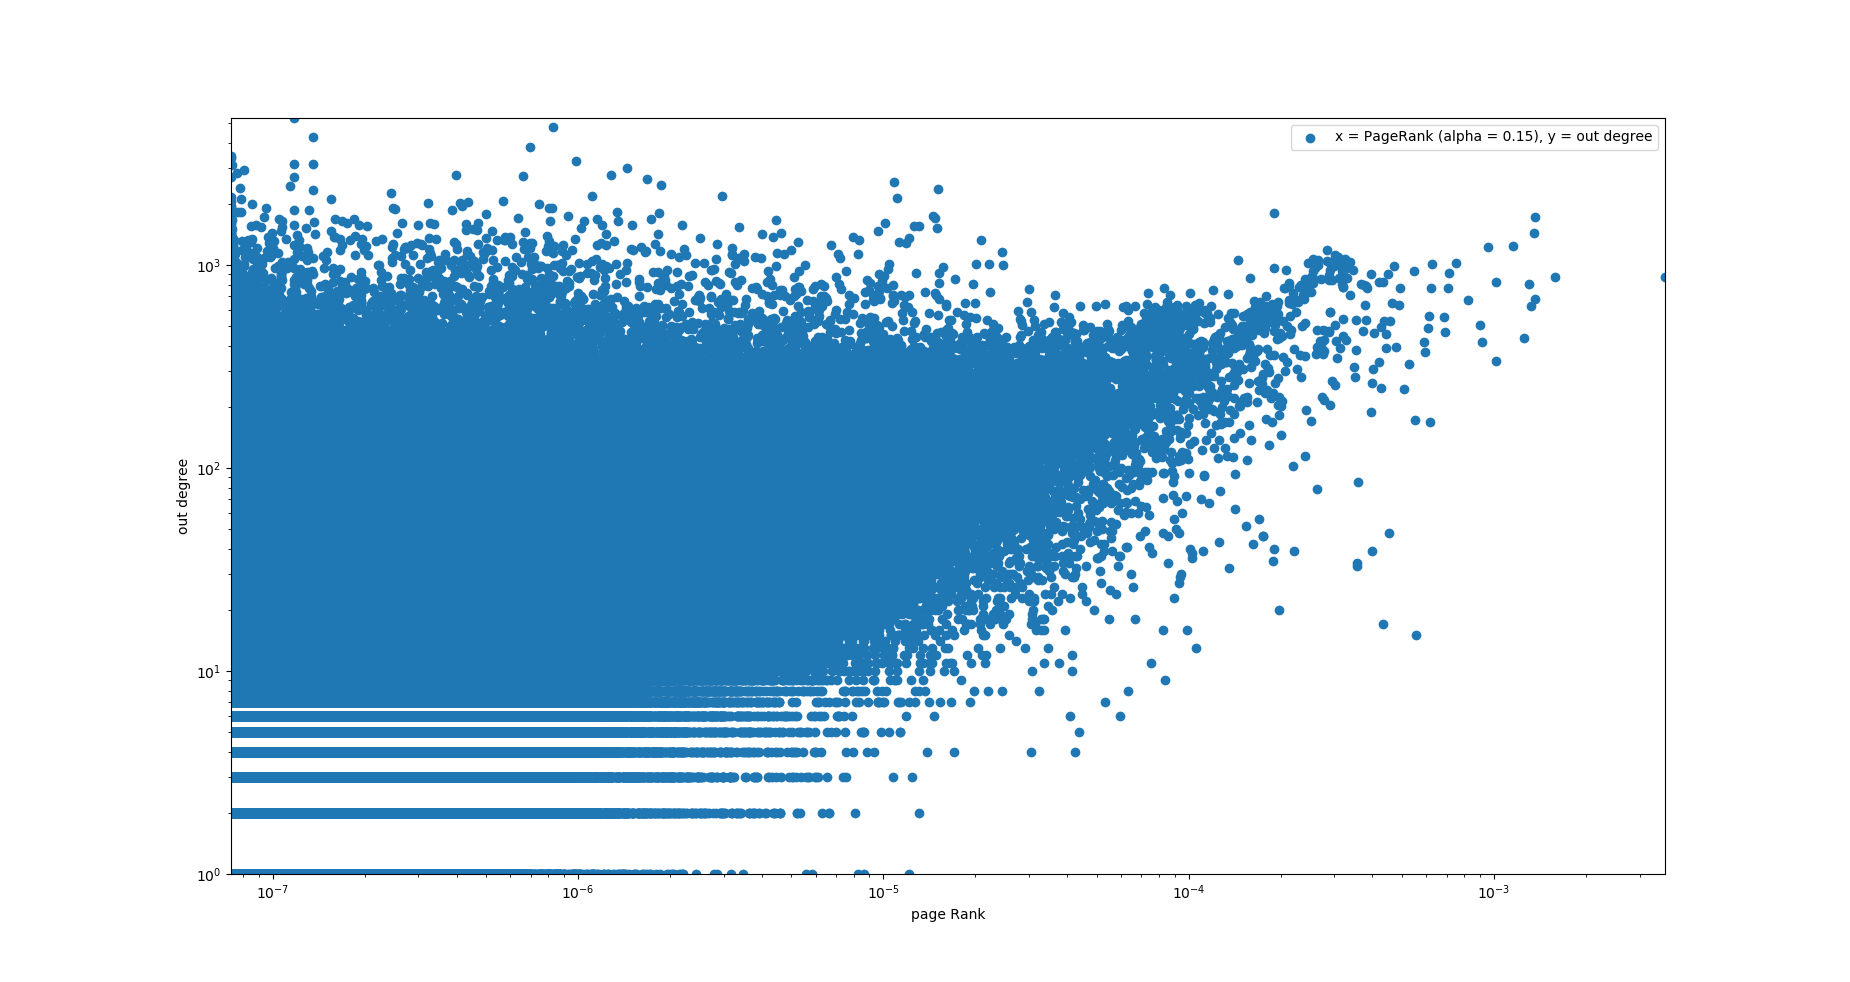 x = PageRank (alpha = 0.15), y = out degree
10³
10²
10¹
10⁰
out degree
10⁻⁷ 10⁻⁶ 10⁻⁵ 10⁻⁴ 10⁻³
page Rank